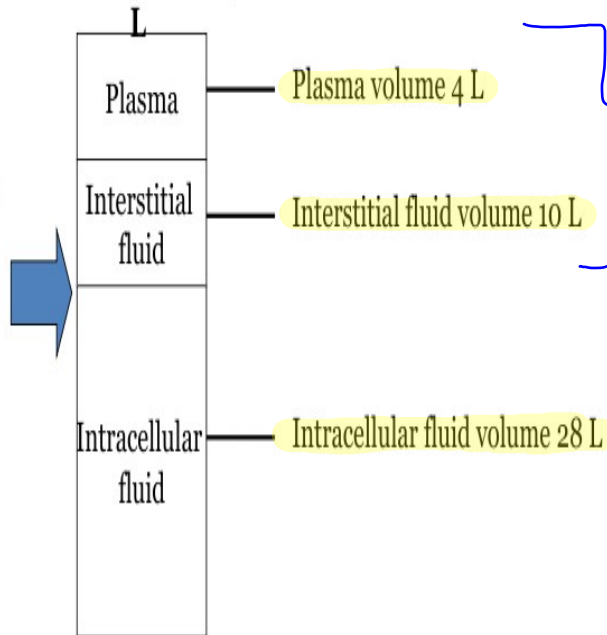 L
Plasma
Plasma volume 4 L
Interstitial
fluid
Interstitial fluid volume 10 L
Intracellular
fluid
Intracellular fluid volume 28 L